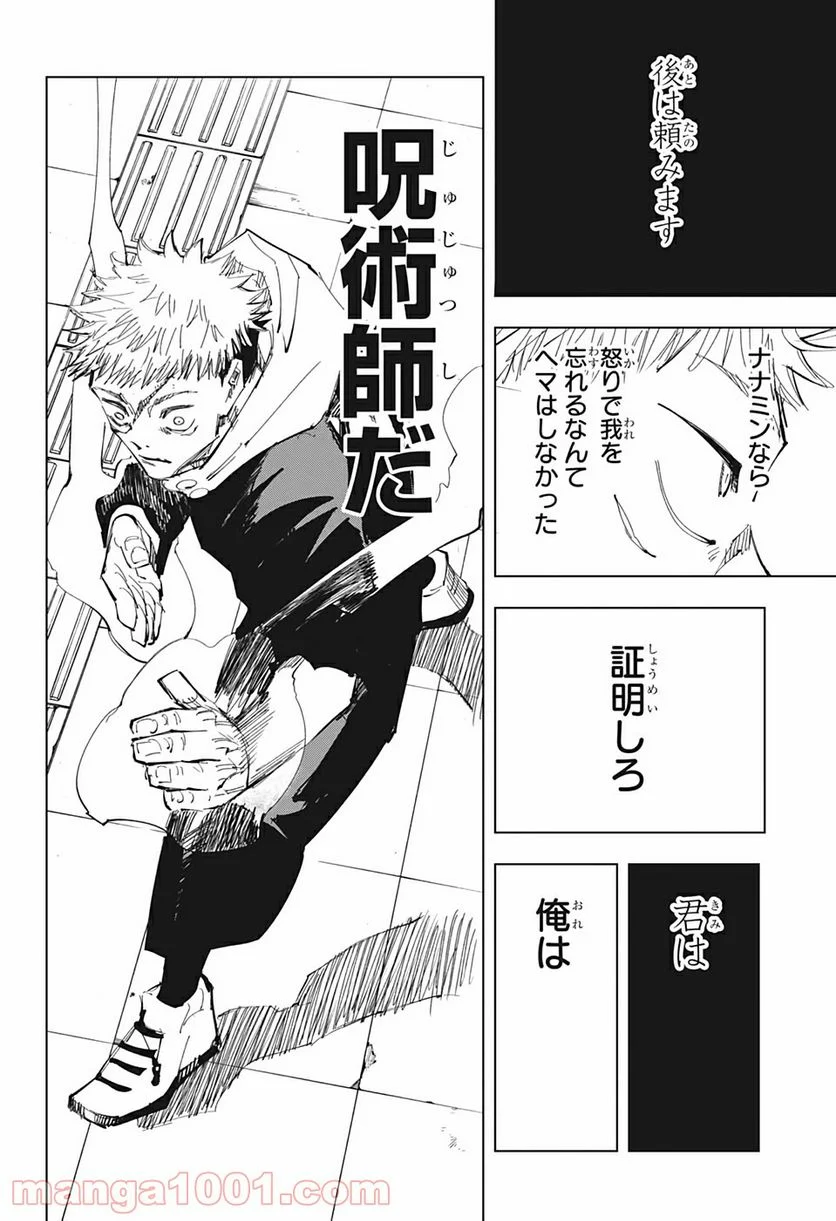 後は頼みます
ナナミンなら
怒りで我を
忘れるなんて
ヘマはしなかった
証明しろ
君は
俺は
呪術師だ
manga1001.com